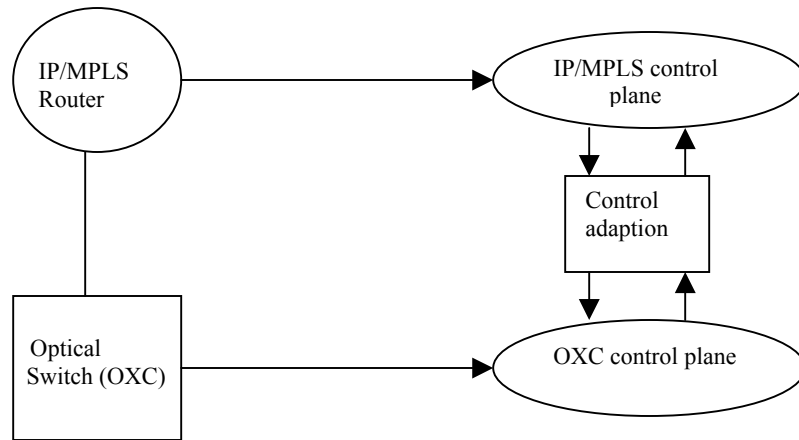 IP/MPLS
Router
IP/MPLS control
plane
Control
adaption
Optical
Switch (OXC)
OXC control plane